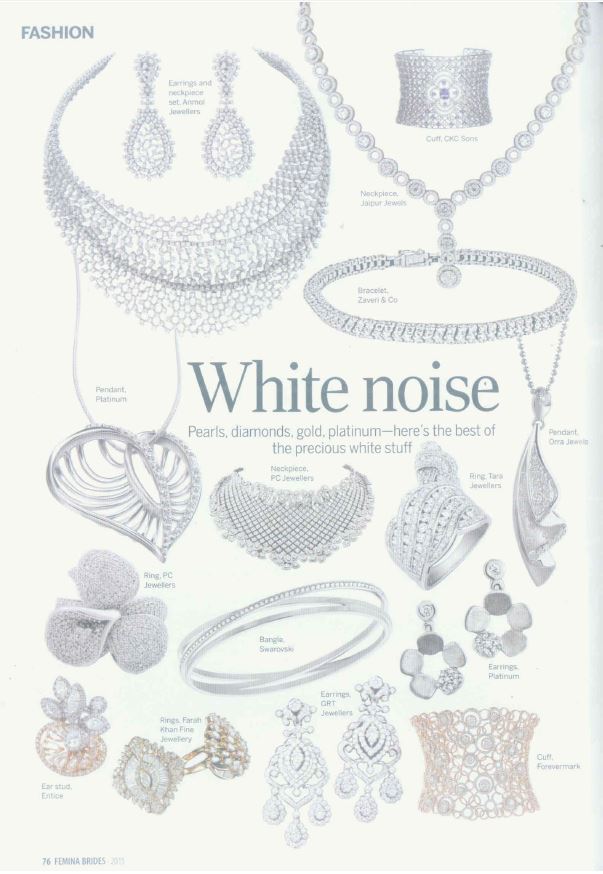 FASHION
Earrings and
neckpiece
set, Anmol
Jewellers
Cuff, CKC Sons
Neckpiece,
Jaipur Jewels
Bracelet,
Zaveri & Co
White noise
Pearls, diamonds, gold, platinum—here's the best of
the precious white stuff
Pendant,
Platinum
Pendant,
Orra Jewels
Neckpiece,
PC Jewellers
Ring, Tara
Jewellers
Ring, PC
Jewellers
Bangle,
Swarovski
Earrings,
Platinum
Earrings,
GRT
Jewellers
Rings, Farah
Khan Fine
Jewellery
Cuff,
Forevermark
Ear stud,
Entice
76 FEMINA BRIDES 2015